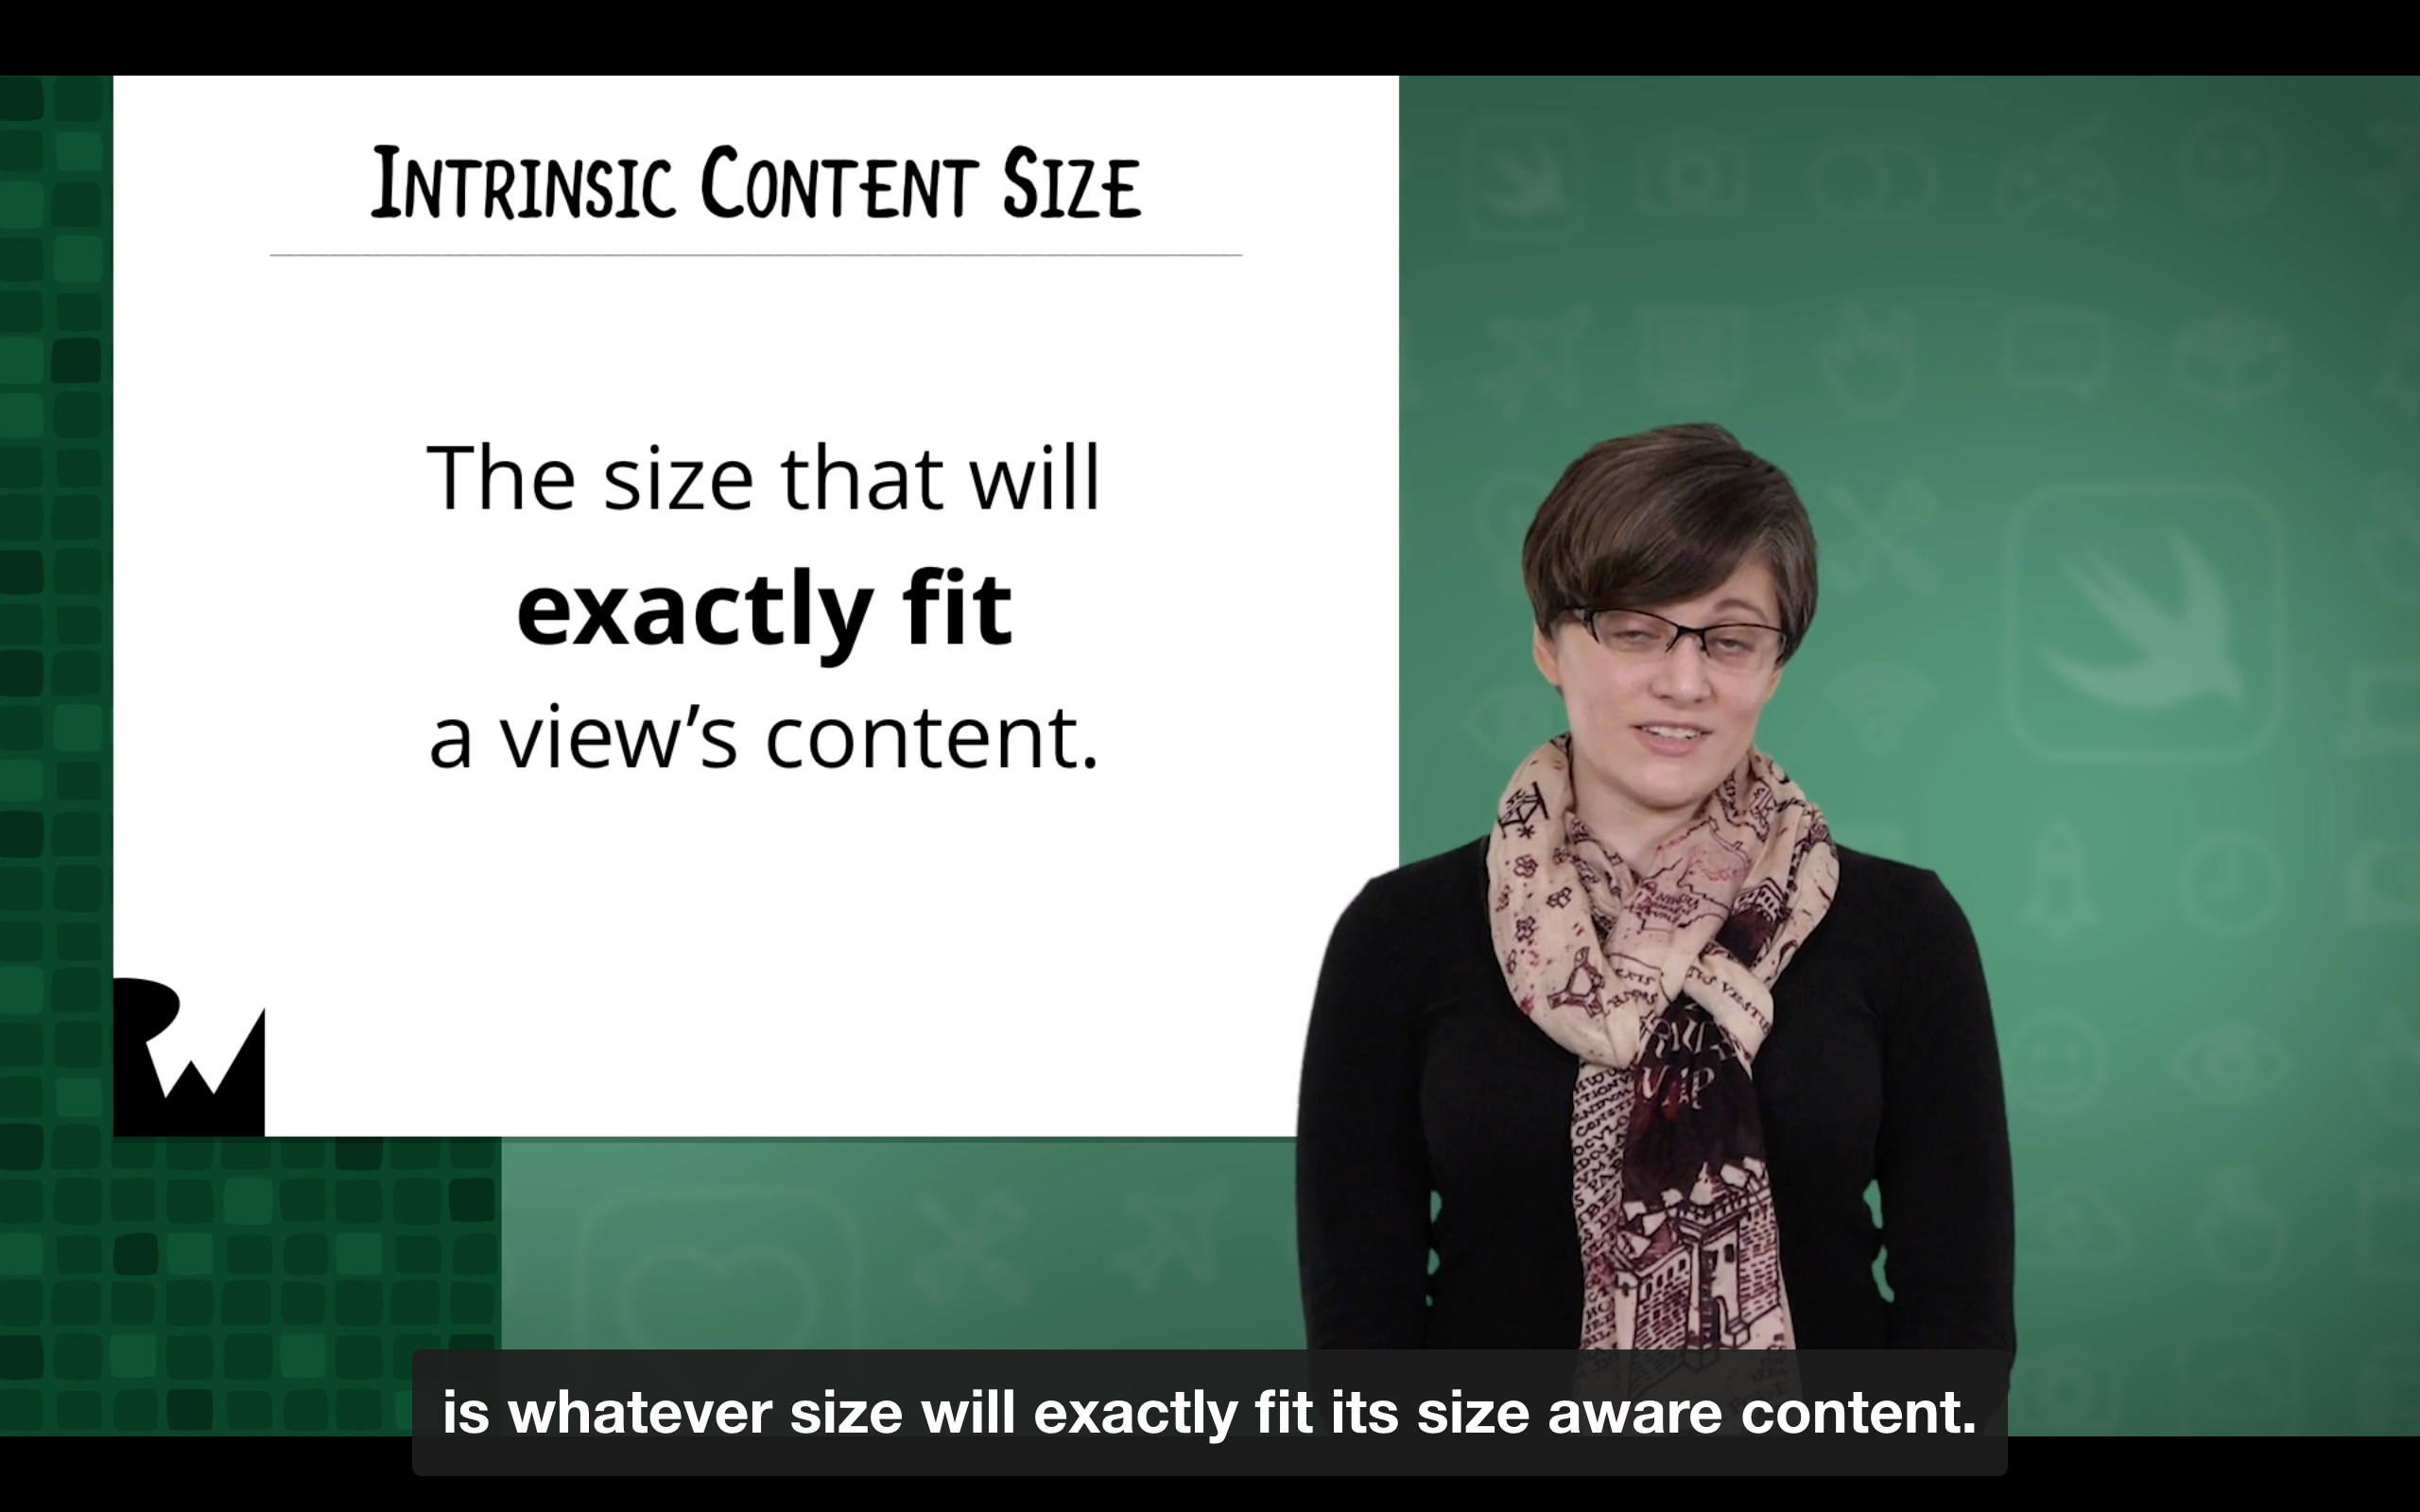 INTRINSIC CONTENT SIZE
The size that will
exactly fit
a view’s content.
RW
is whatever size will exactly fit its size aware content.